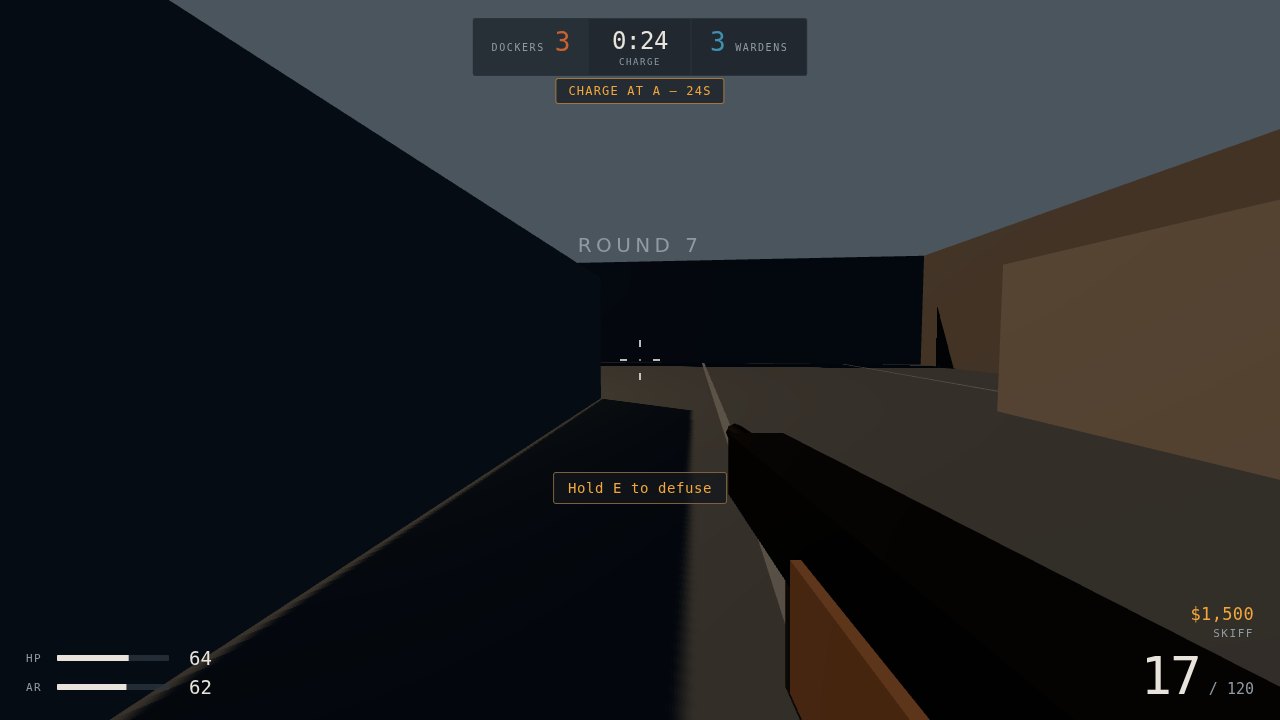 DOCKERS 3 0:24 3 WARDENS
CHARGE
CHARGE AT A — 24S
ROUND 7
Hold E to defuse
$1,500
SKIFF
HP 64
17 / 120
AR 62